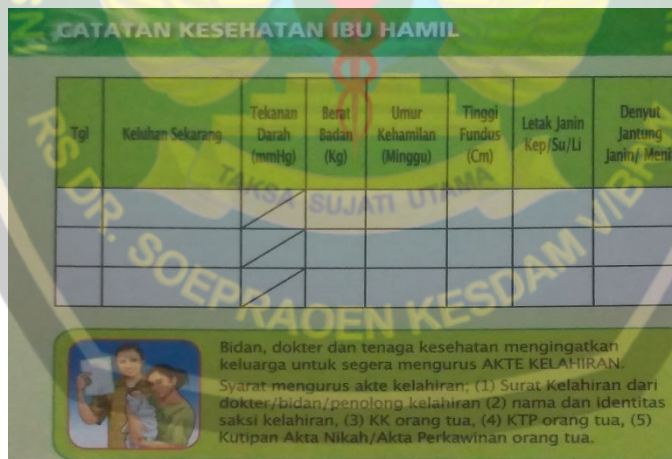 CATATAN KESEHATAN IBU HAMIL
Tgl
Keluhan Sekarang
Tekanan
Darah
(mmHg)
Berat
Badan
(Kg)
Umur
Kehamilan
(Minggu)
Tinggi
Fundus
(Cm)
Letak Janin
Kep/Su/Li
Denyut
Jantung
Janin/ Meni
TAKSA SUJATI UTAMA
RS DR. SOEPRAOEN KESDAM
Bidan, dokter dan tenaga kesehatan mengingatkan
keluarga untuk segera mengurus AKTE KELAHIRAN.
Syarat mengurus akte kelahiran; (1) Surat Kelahiran dari
dokter/bidan/penolong kelahiran (2) nama dan identitas
saksi kelahiran, (3) KK orang tua, (4) KTP orang tua, (5)
Kutipan Akta Nikah/Akta Perkawinan orang tua.